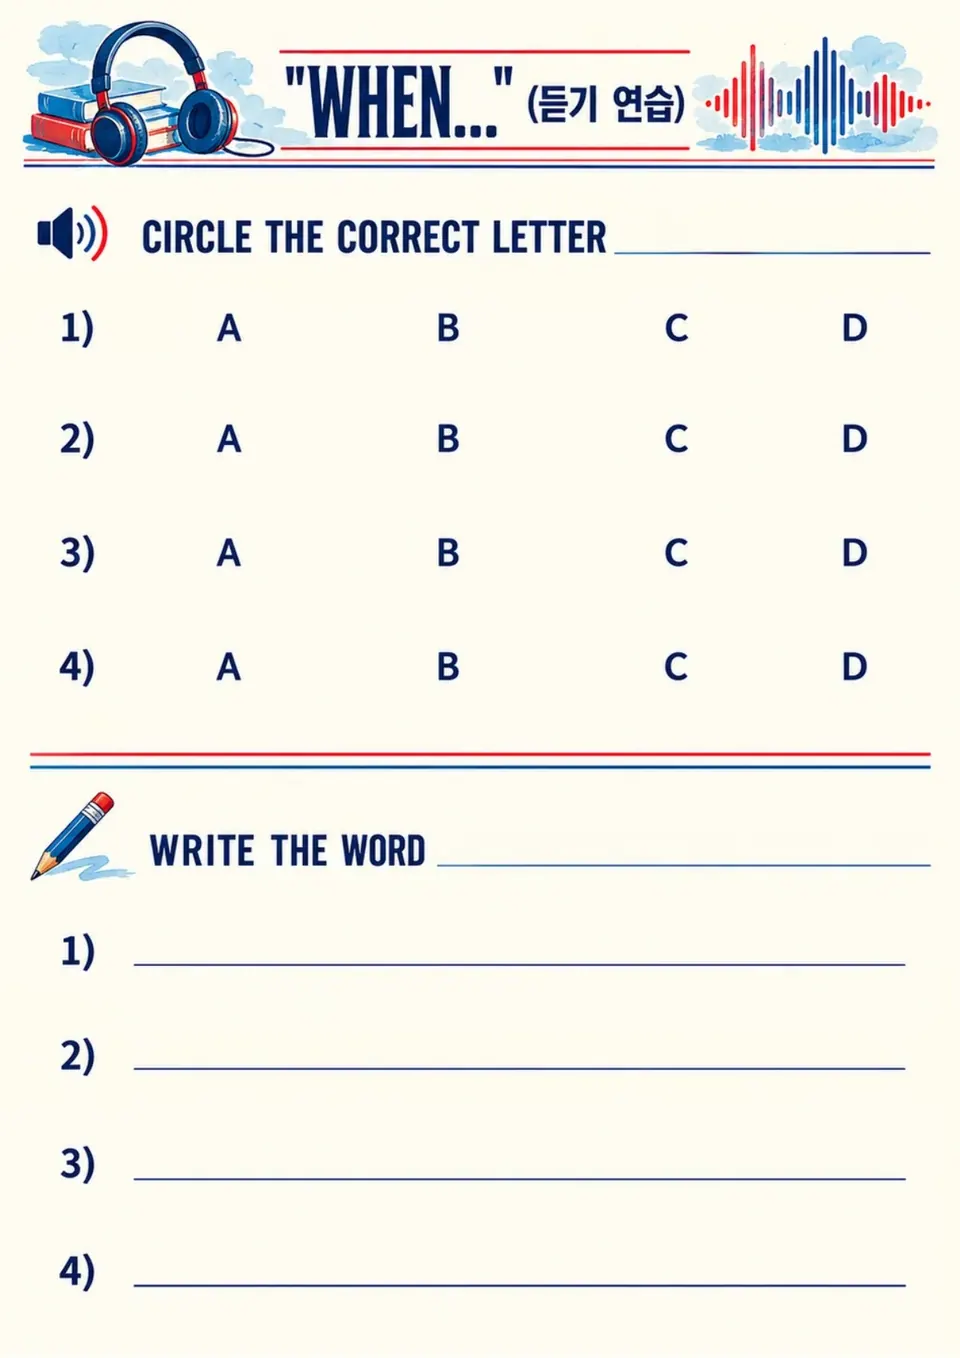 "WHEN..." (듣기 연습)
CIRCLE THE CORRECT LETTER
1) A B C D
2) A B C D
3) A B C D
4) A B C D
WRITE THE WORD
1)
2)
3)
4)